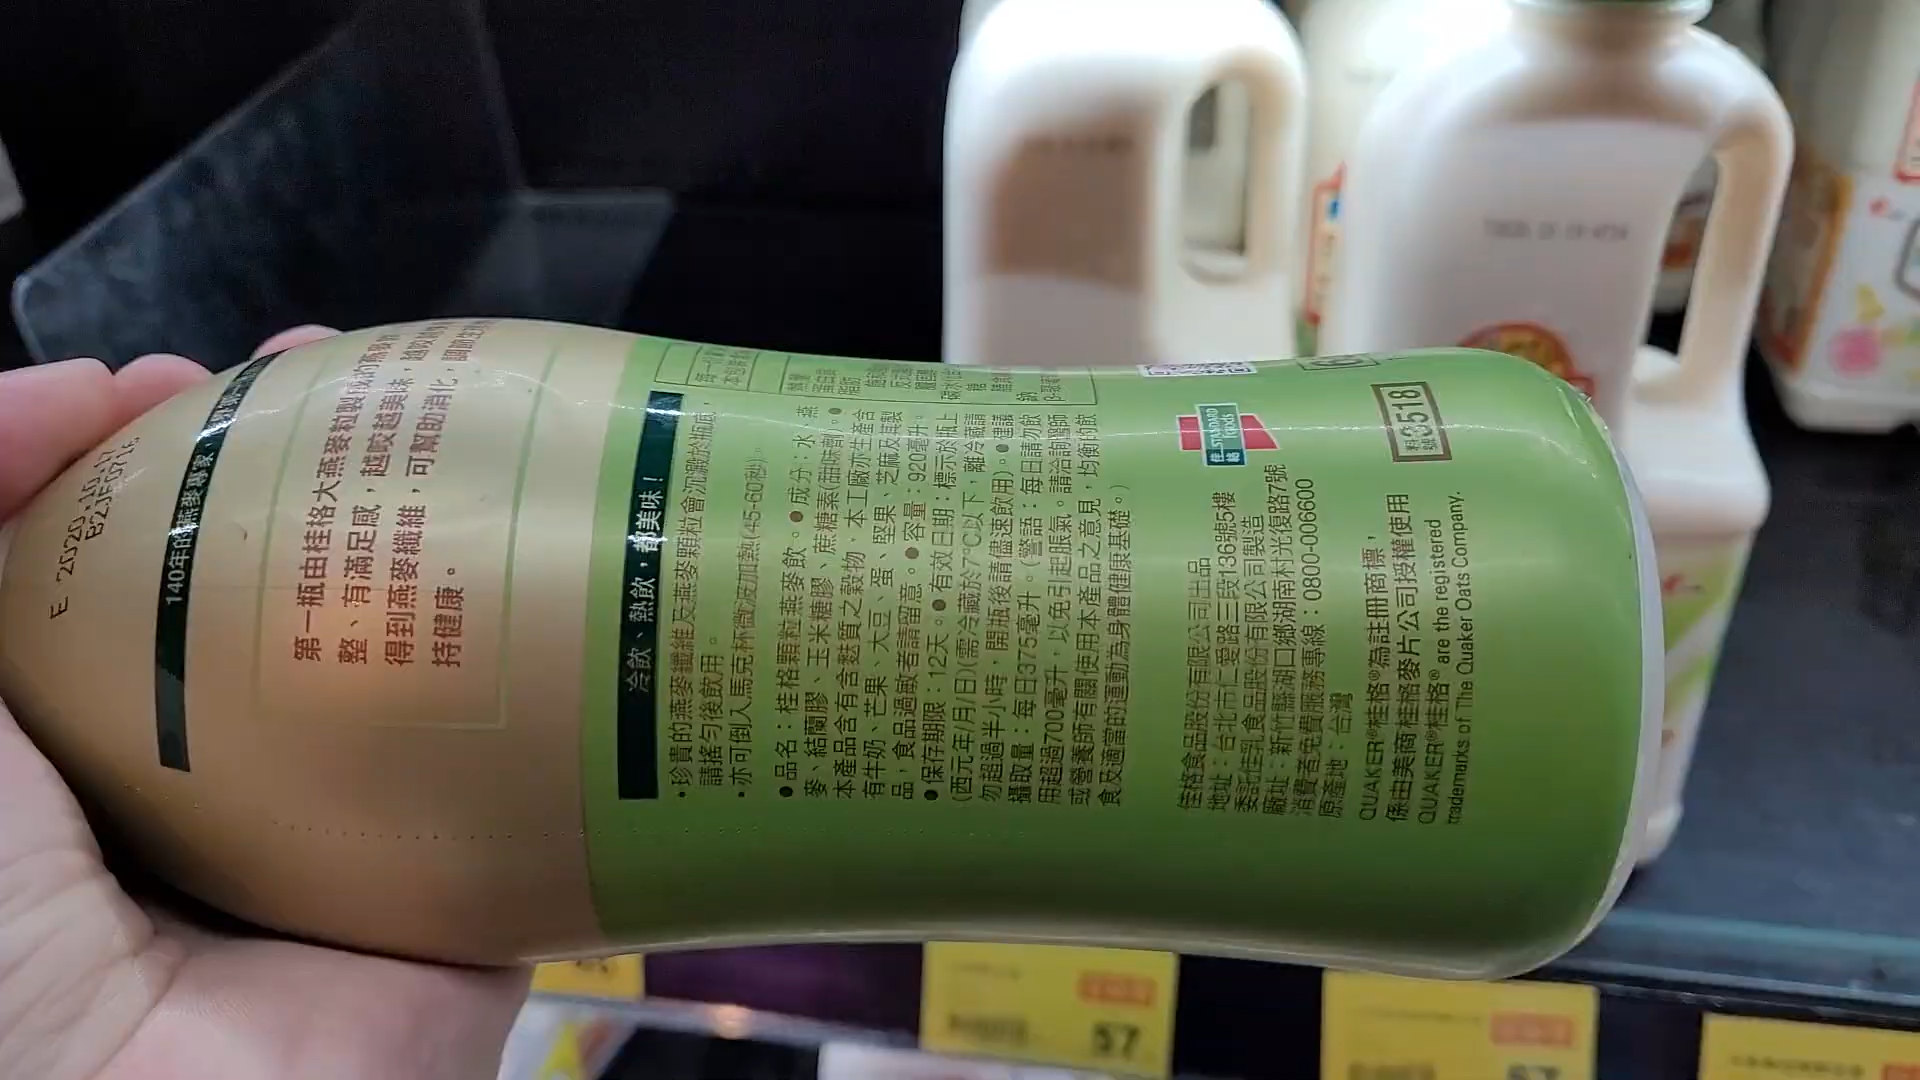 E 2020.10.17
140年的燕麥專家
第一瓶由桂格大燕麥粒製成的燕麥
整、有滿足感，越咬越美味，越咬
得到燕麥纖維，可幫助消化，調節生
持健康。
冷飲、熱飲，都美味！
•珍貴的燕麥纖維及燕麥顆粒會沉澱於瓶底，
請搖勻後飲用。
•亦可倒入馬克杯微波加熱(45-60秒)。
●品名：桂格顆粒燕麥飲。●成分：水、燕
麥、結蘭膠、玉米糖膠、蔗糖素(甜味劑)。●
本產品含有含麩質之穀物，本工廠亦生產含
有牛奶、芒果、大豆、蛋、堅果、芝麻及其製
品，食品過敏者請留意。●容量：920毫升。
●保存期限：12天。●有效日期：標示於瓶上
(西元年/月/日)(需冷藏於7°C以下，離冷藏請
勿超過半小時，開瓶後請儘速飲用)。●建議
攝取量：每日375毫升。(警語：每日請勿飲
用超過700毫升，以免引起脹氣。請洽詢醫師
或營養師有關使用本產品之意見，均衡的飲
食及適當的運動為身體健康基礎。)
STANDARD
Foods
佳格
佳格食品股份有限公司出品
地址：台北市仁愛路三段136號5樓
委託佳乳食品股份有限公司製造
廠址：新竹縣湖口鄉湖南村光復路7號
消費者免費服務專線：0800-006600
原產地：台灣
8518
QUAKER®桂格®為註冊商標，
係由美商桂格麥片公司授權使用
QUAKER®桂格® are the registered
trademarks of The Quaker Oats Company.
57